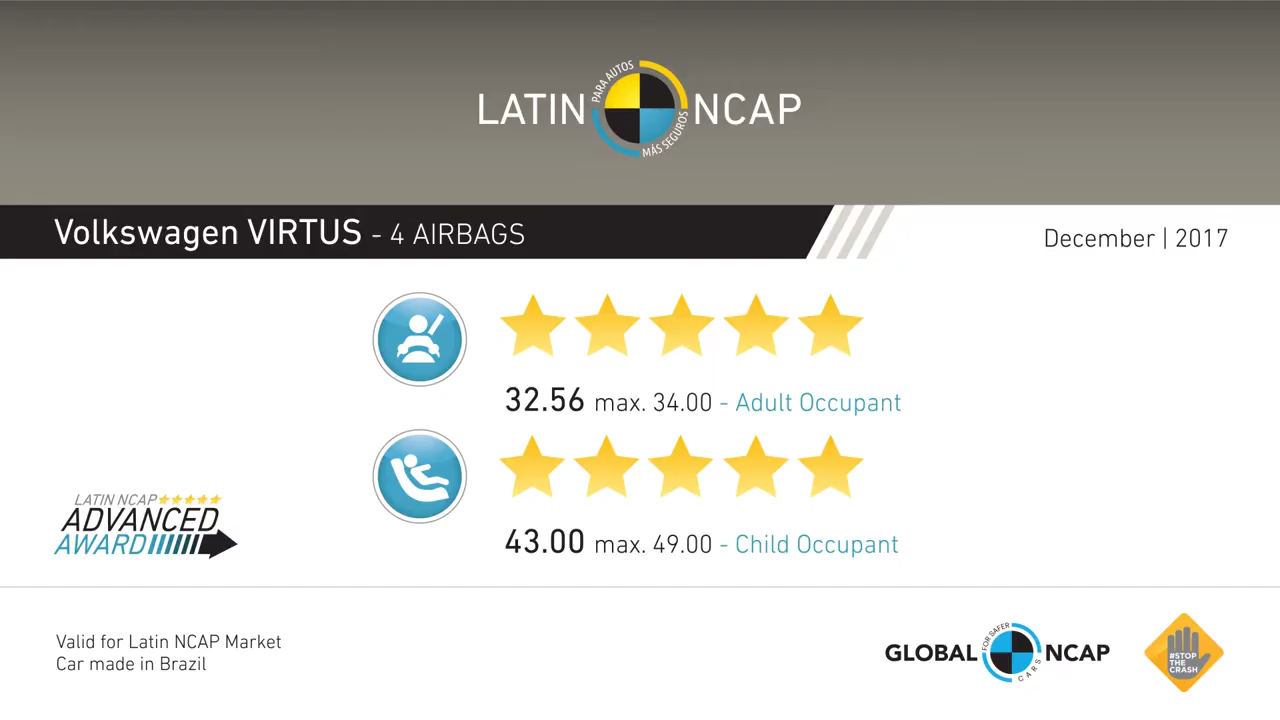 LATIN NCAP
PARA AUTOS
MÁS SEGUROS
Volkswagen VIRTUS - 4 AIRBAGS
December | 2017
32.56 max. 34.00 - Adult Occupant
43.00 max. 49.00 - Child Occupant
LATIN NCAP
ADVANCED
AWARD
Valid for Latin NCAP Market
Car made in Brazil
GLOBAL NCAP
FOR SAFER
CARS
#STOP
THE
CRASH